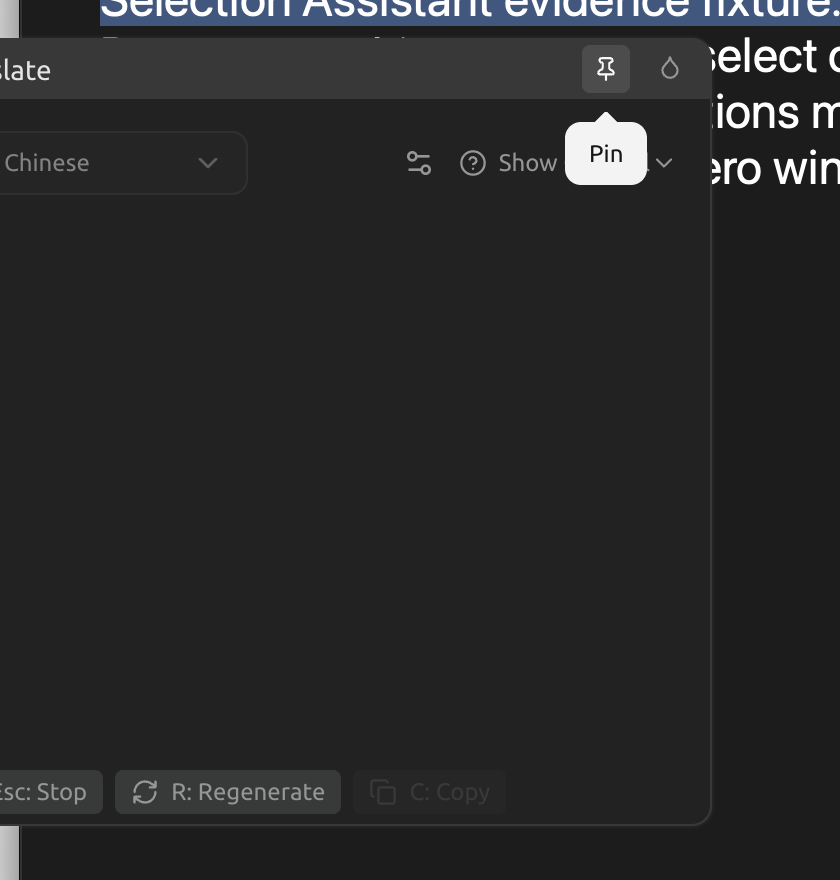 Selection Assistant evidence fixture.
select
slate
Pin
tions
Chinese
Show
ero win
Esc: Stop
R: Regenerate
C: Copy